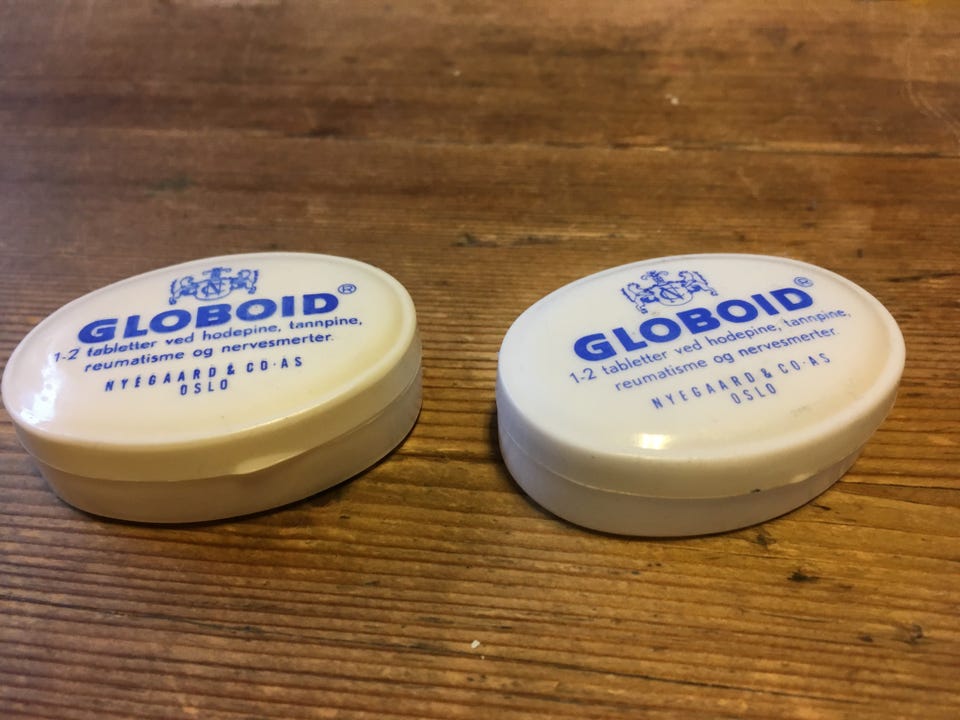 GLOBOID®
1-2 tabletter ved hodepine, tannpine,
reumatisme og nervesmerter.
NYEGAARD & CO·AS
OSLO
GLOBOID®
1-2 tabletter ved hodepine, tannpine,
reumatisme og nervesmerter.
NYEGAARD & CO·AS
OSLO